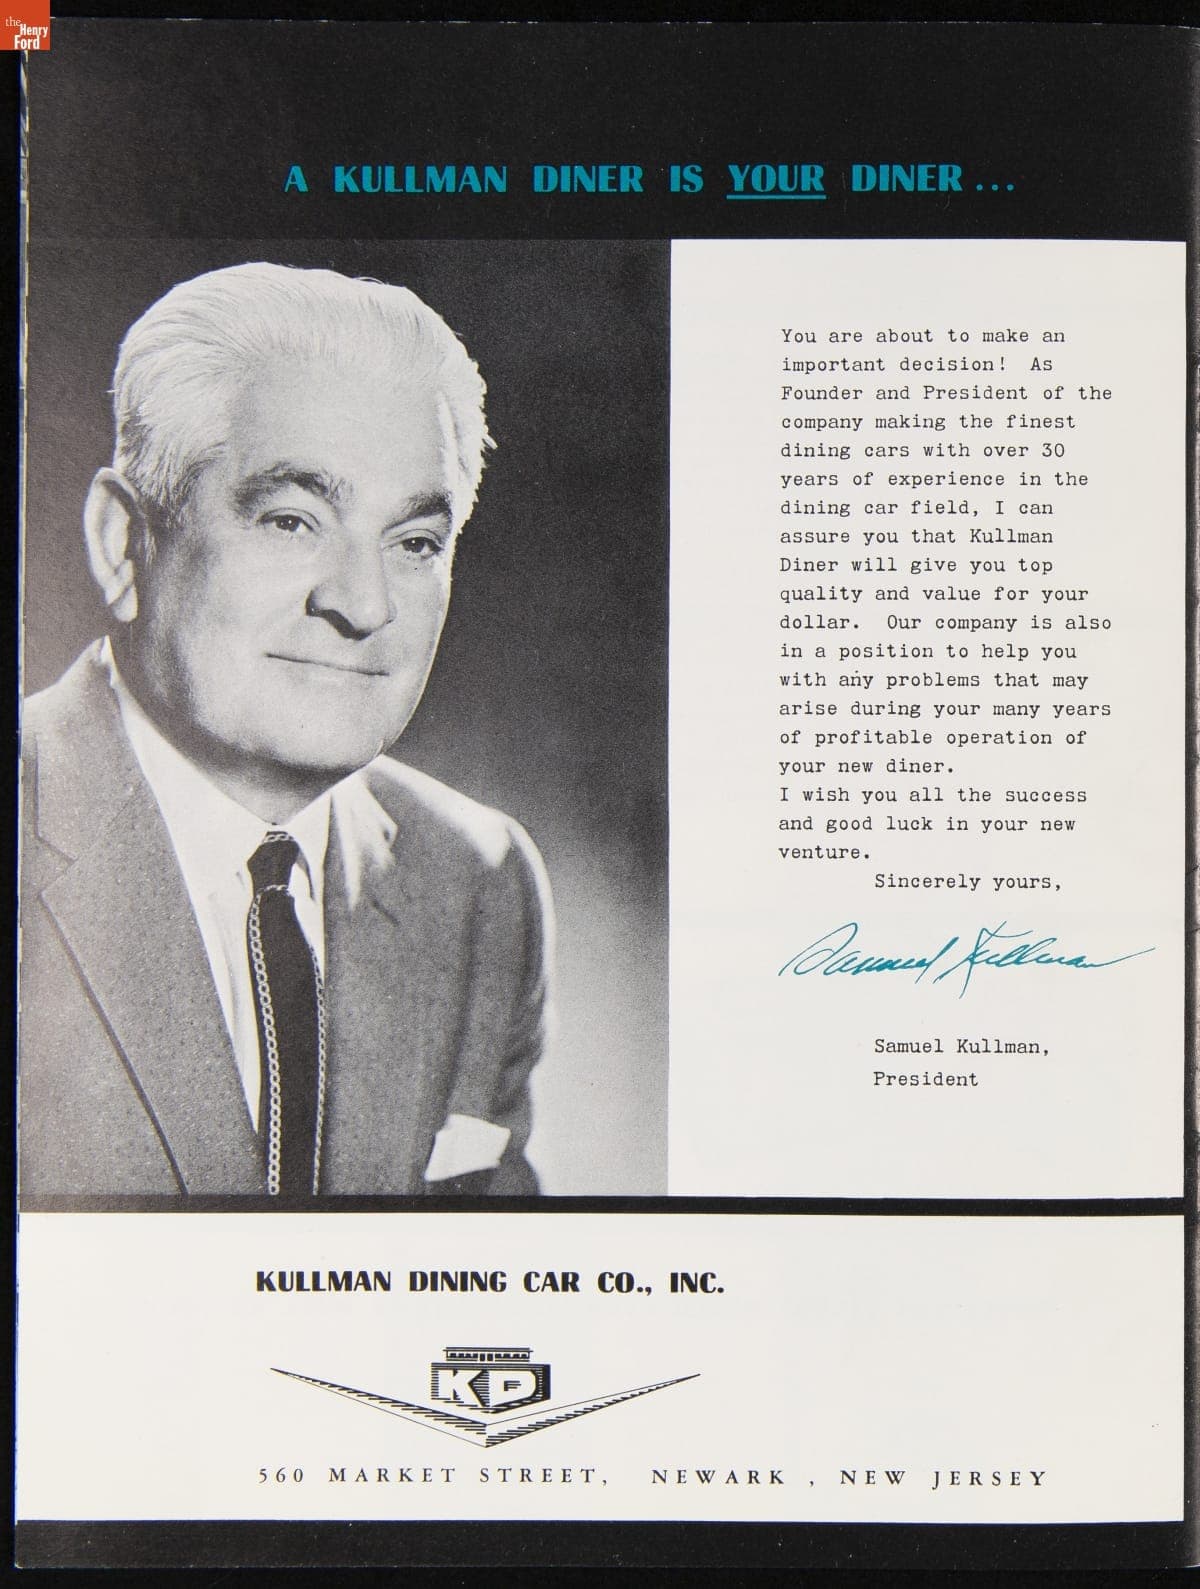 the
Henry
Ford
A KULLMAN DINER IS YOUR DINER ...
You are about to make an
important decision! As
Founder and President of the
company making the finest
dining cars with over 30
years of experience in the
dining car field, I can
assure you that Kullman
Diner will give you top
quality and value for your
dollar. Our company is also
in a position to help you
with any problems that may
arise during your many years
of profitable operation of
your new diner.
I wish you all the success
and good luck in your new
venture.
Sincerely yours,
Samuel Kullman
Samuel Kullman,
President
KULLMAN DINING CAR CO., INC.
KD
560 MARKET STREET, NEWARK , NEW JERSEY